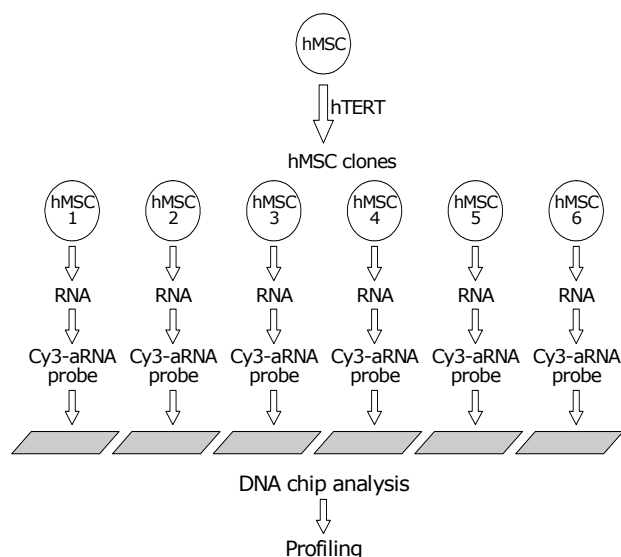 hMSC
hTERT
hMSC clones
hMSC 1
hMSC 2
hMSC 3
hMSC 4
hMSC 5
hMSC 6
RNA RNA RNA RNA RNA RNA
Cy3-aRNA probe
Cy3-aRNA probe
Cy3-aRNA probe
Cy3-aRNA probe
Cy3-aRNA probe
Cy3-aRNA probe
DNA chip analysis
Profiling